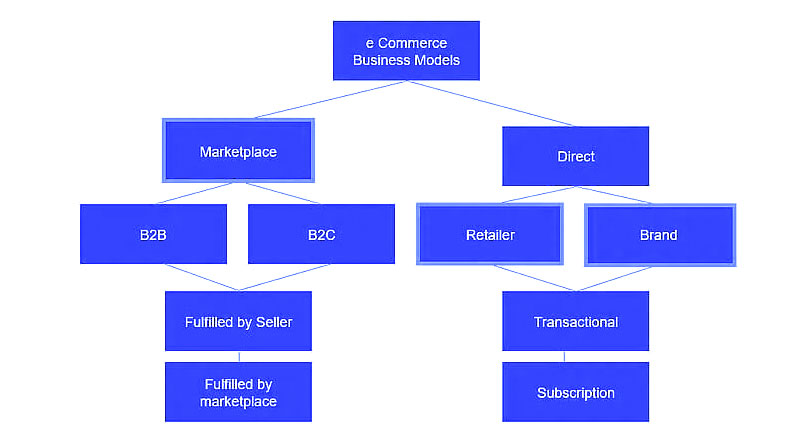 e Commerce
Business Models
Marketplace
Direct
B2B
B2C
Retailer
Brand
Fulfilled by Seller
Transactional
Fulfilled by
marketplace
Subscription